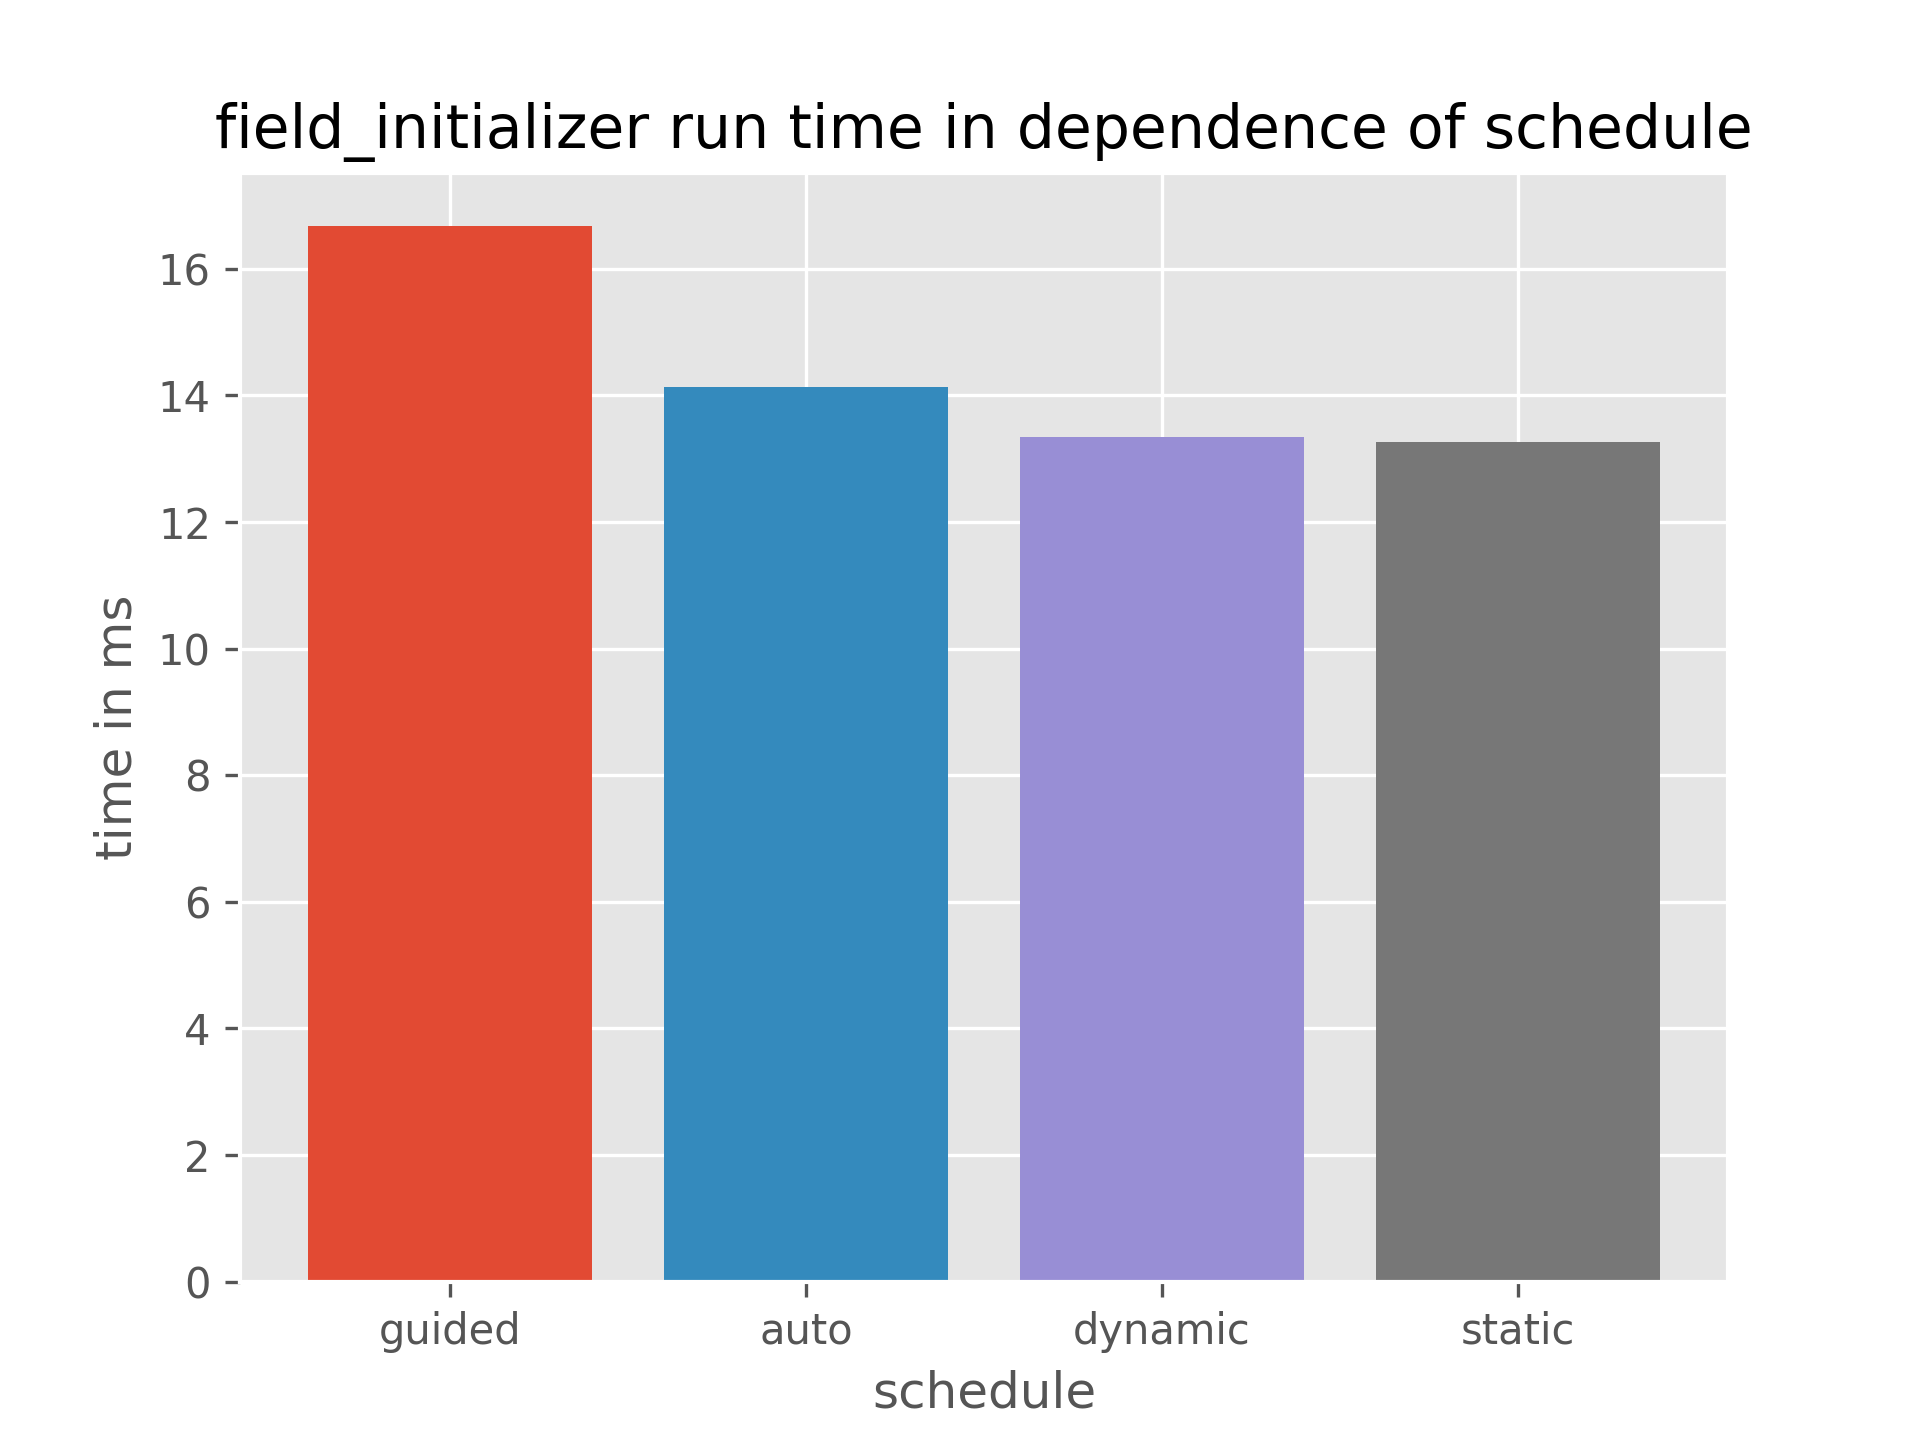 field_initializer run time in dependence of schedule
time in ms
16
14
12
10
8
6
4
2
0
guided auto dynamic static
schedule